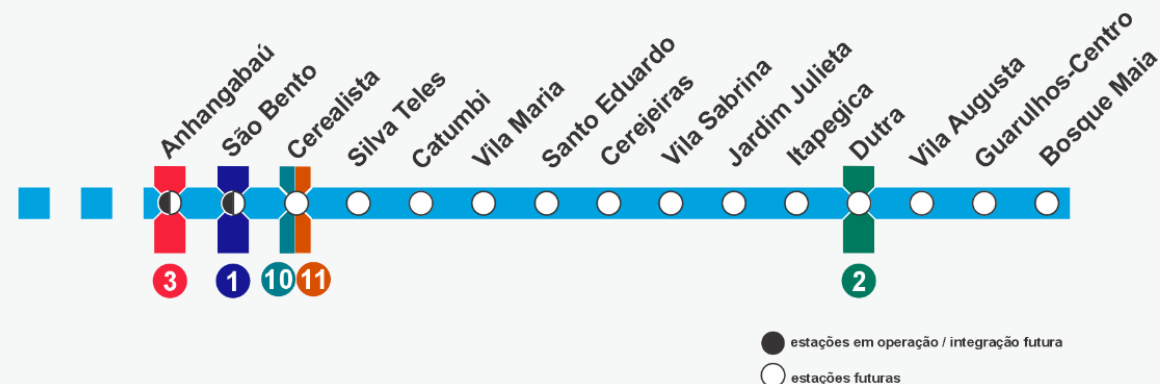 Anhangabaú
São Bento
Cerealista
Silva Teles
Catumbi
Vila Maria
Santo Eduardo
Cerejeiras
Vila Sabrina
Jardim Julieta
Itapegica
Dutra
Vila Augusta
Guarulhos-Centro
Bosque Maia
3
1
10
11
2
estações em operação / integração futura
estações futuras